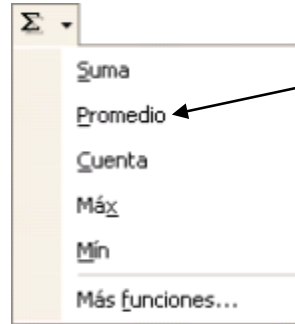 Σ
Suma
Promedio
Cuenta
Máx
Mín
Más funciones...